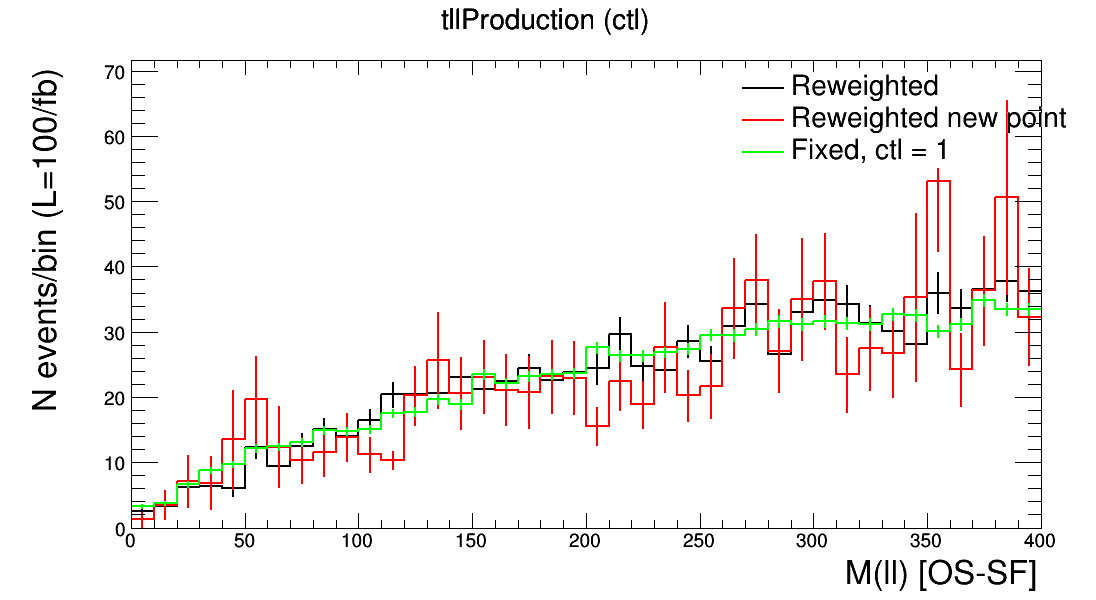 tllProduction (ctl)
N events/bin (L=100/fb)
70
60
50
40
30
20
10
0
Reweighted
Reweighted new point
Fixed, ctl = 1
0 50 100 150 200 250 300 350 400
M(ll) [OS-SF]